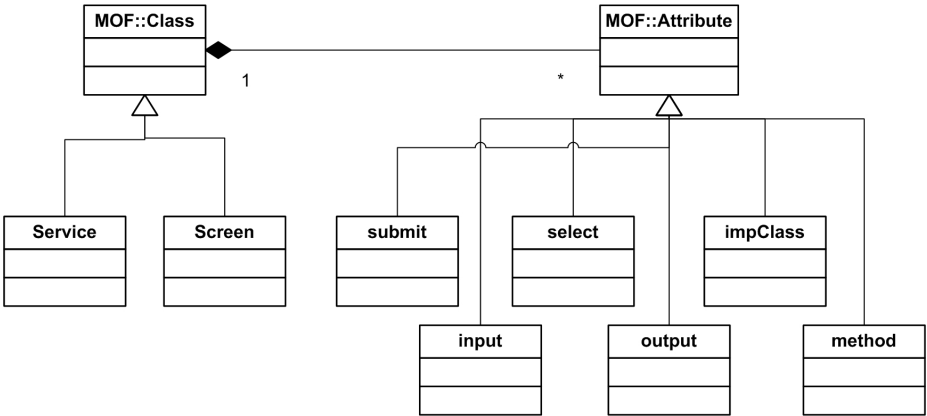 MOF::Class
MOF::Attribute
1
*
Service
Screen
submit
select
impClass
input
output
method